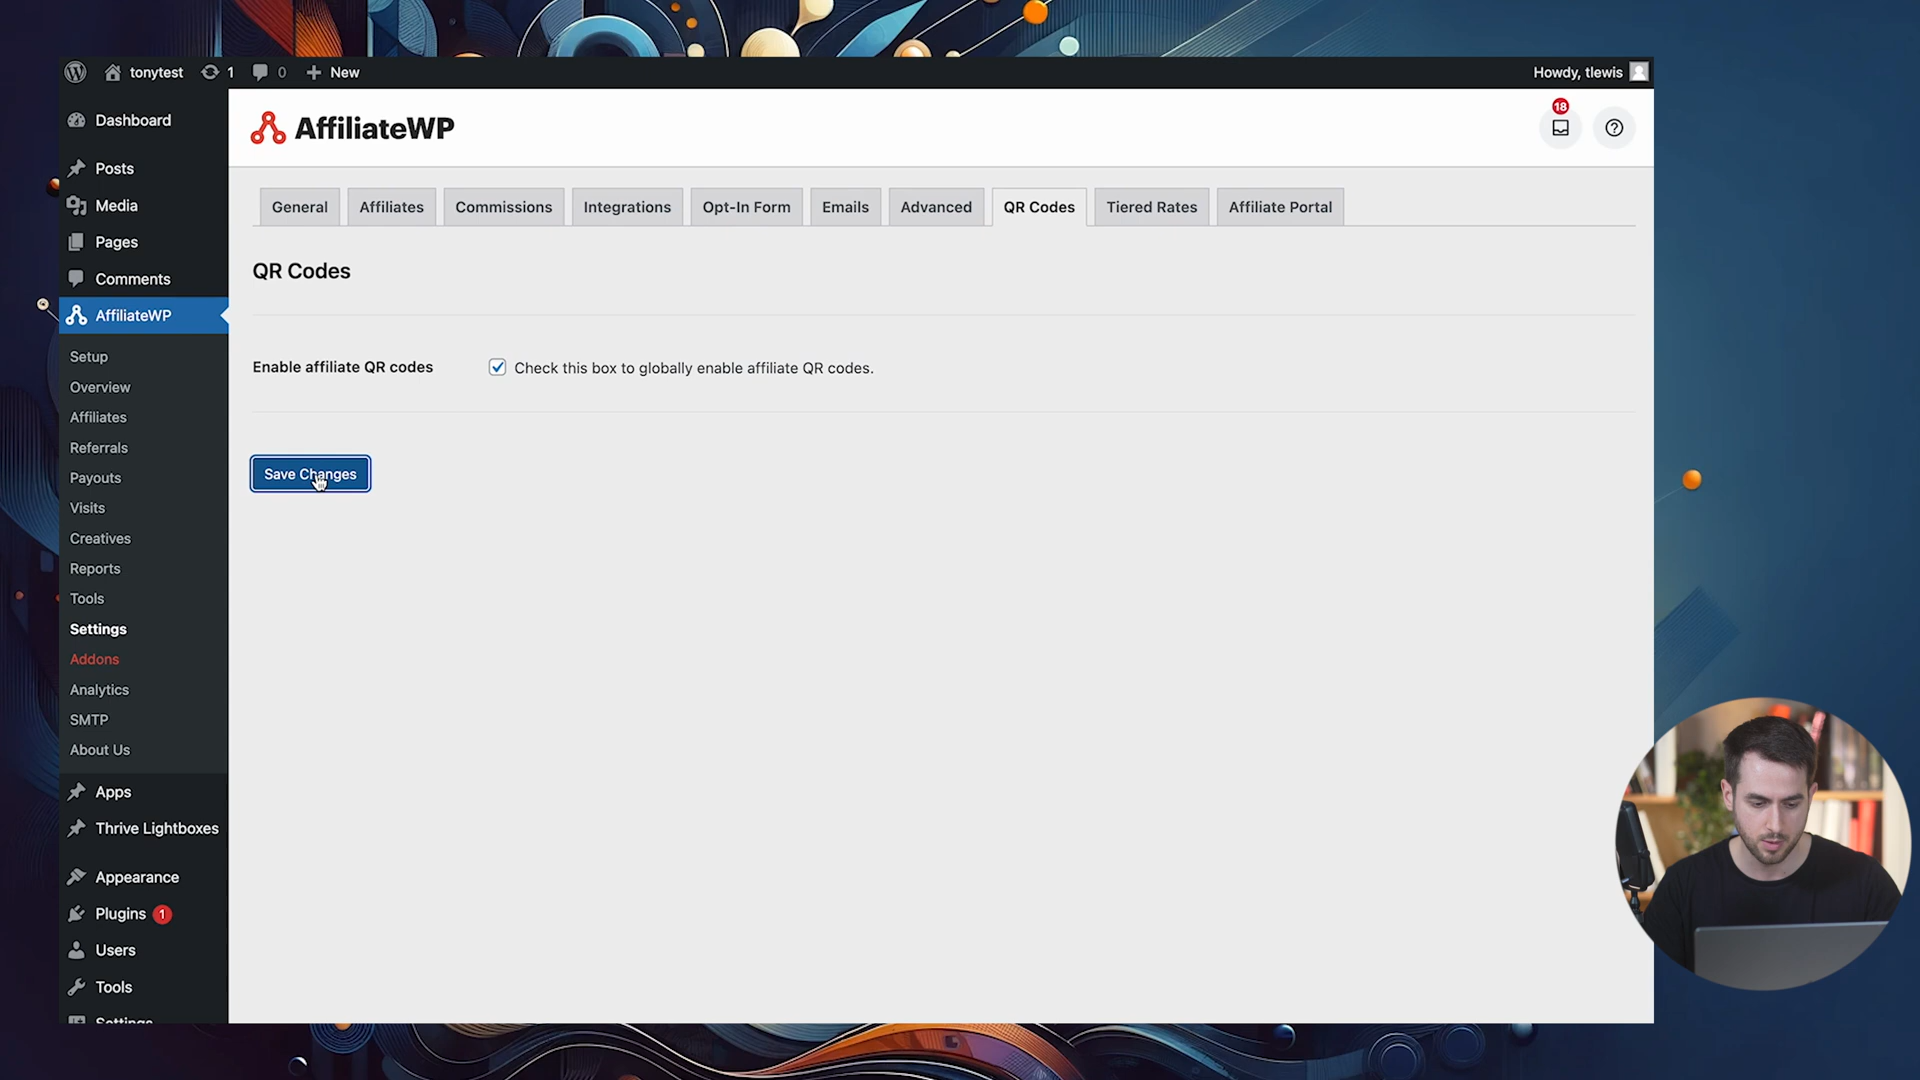 tonytest 1 0 New Howdy, tlewis
Dashboard
Posts
Media
Pages
Comments
AffiliateWP
Setup
Overview
Affiliates
Referrals
Payouts
Visits
Creatives
Reports
Tools
Settings
Addons
Analytics
SMTP
About Us
Apps
Thrive Lightboxes
Appearance
Plugins 1
Users
Tools
Settings
AffiliateWP
18
General Affiliates Commissions Integrations Opt-In Form Emails Advanced QR Codes Tiered Rates Affiliate Portal
QR Codes
Enable affiliate QR codes Check this box to globally enable affiliate QR codes.
Save Changes